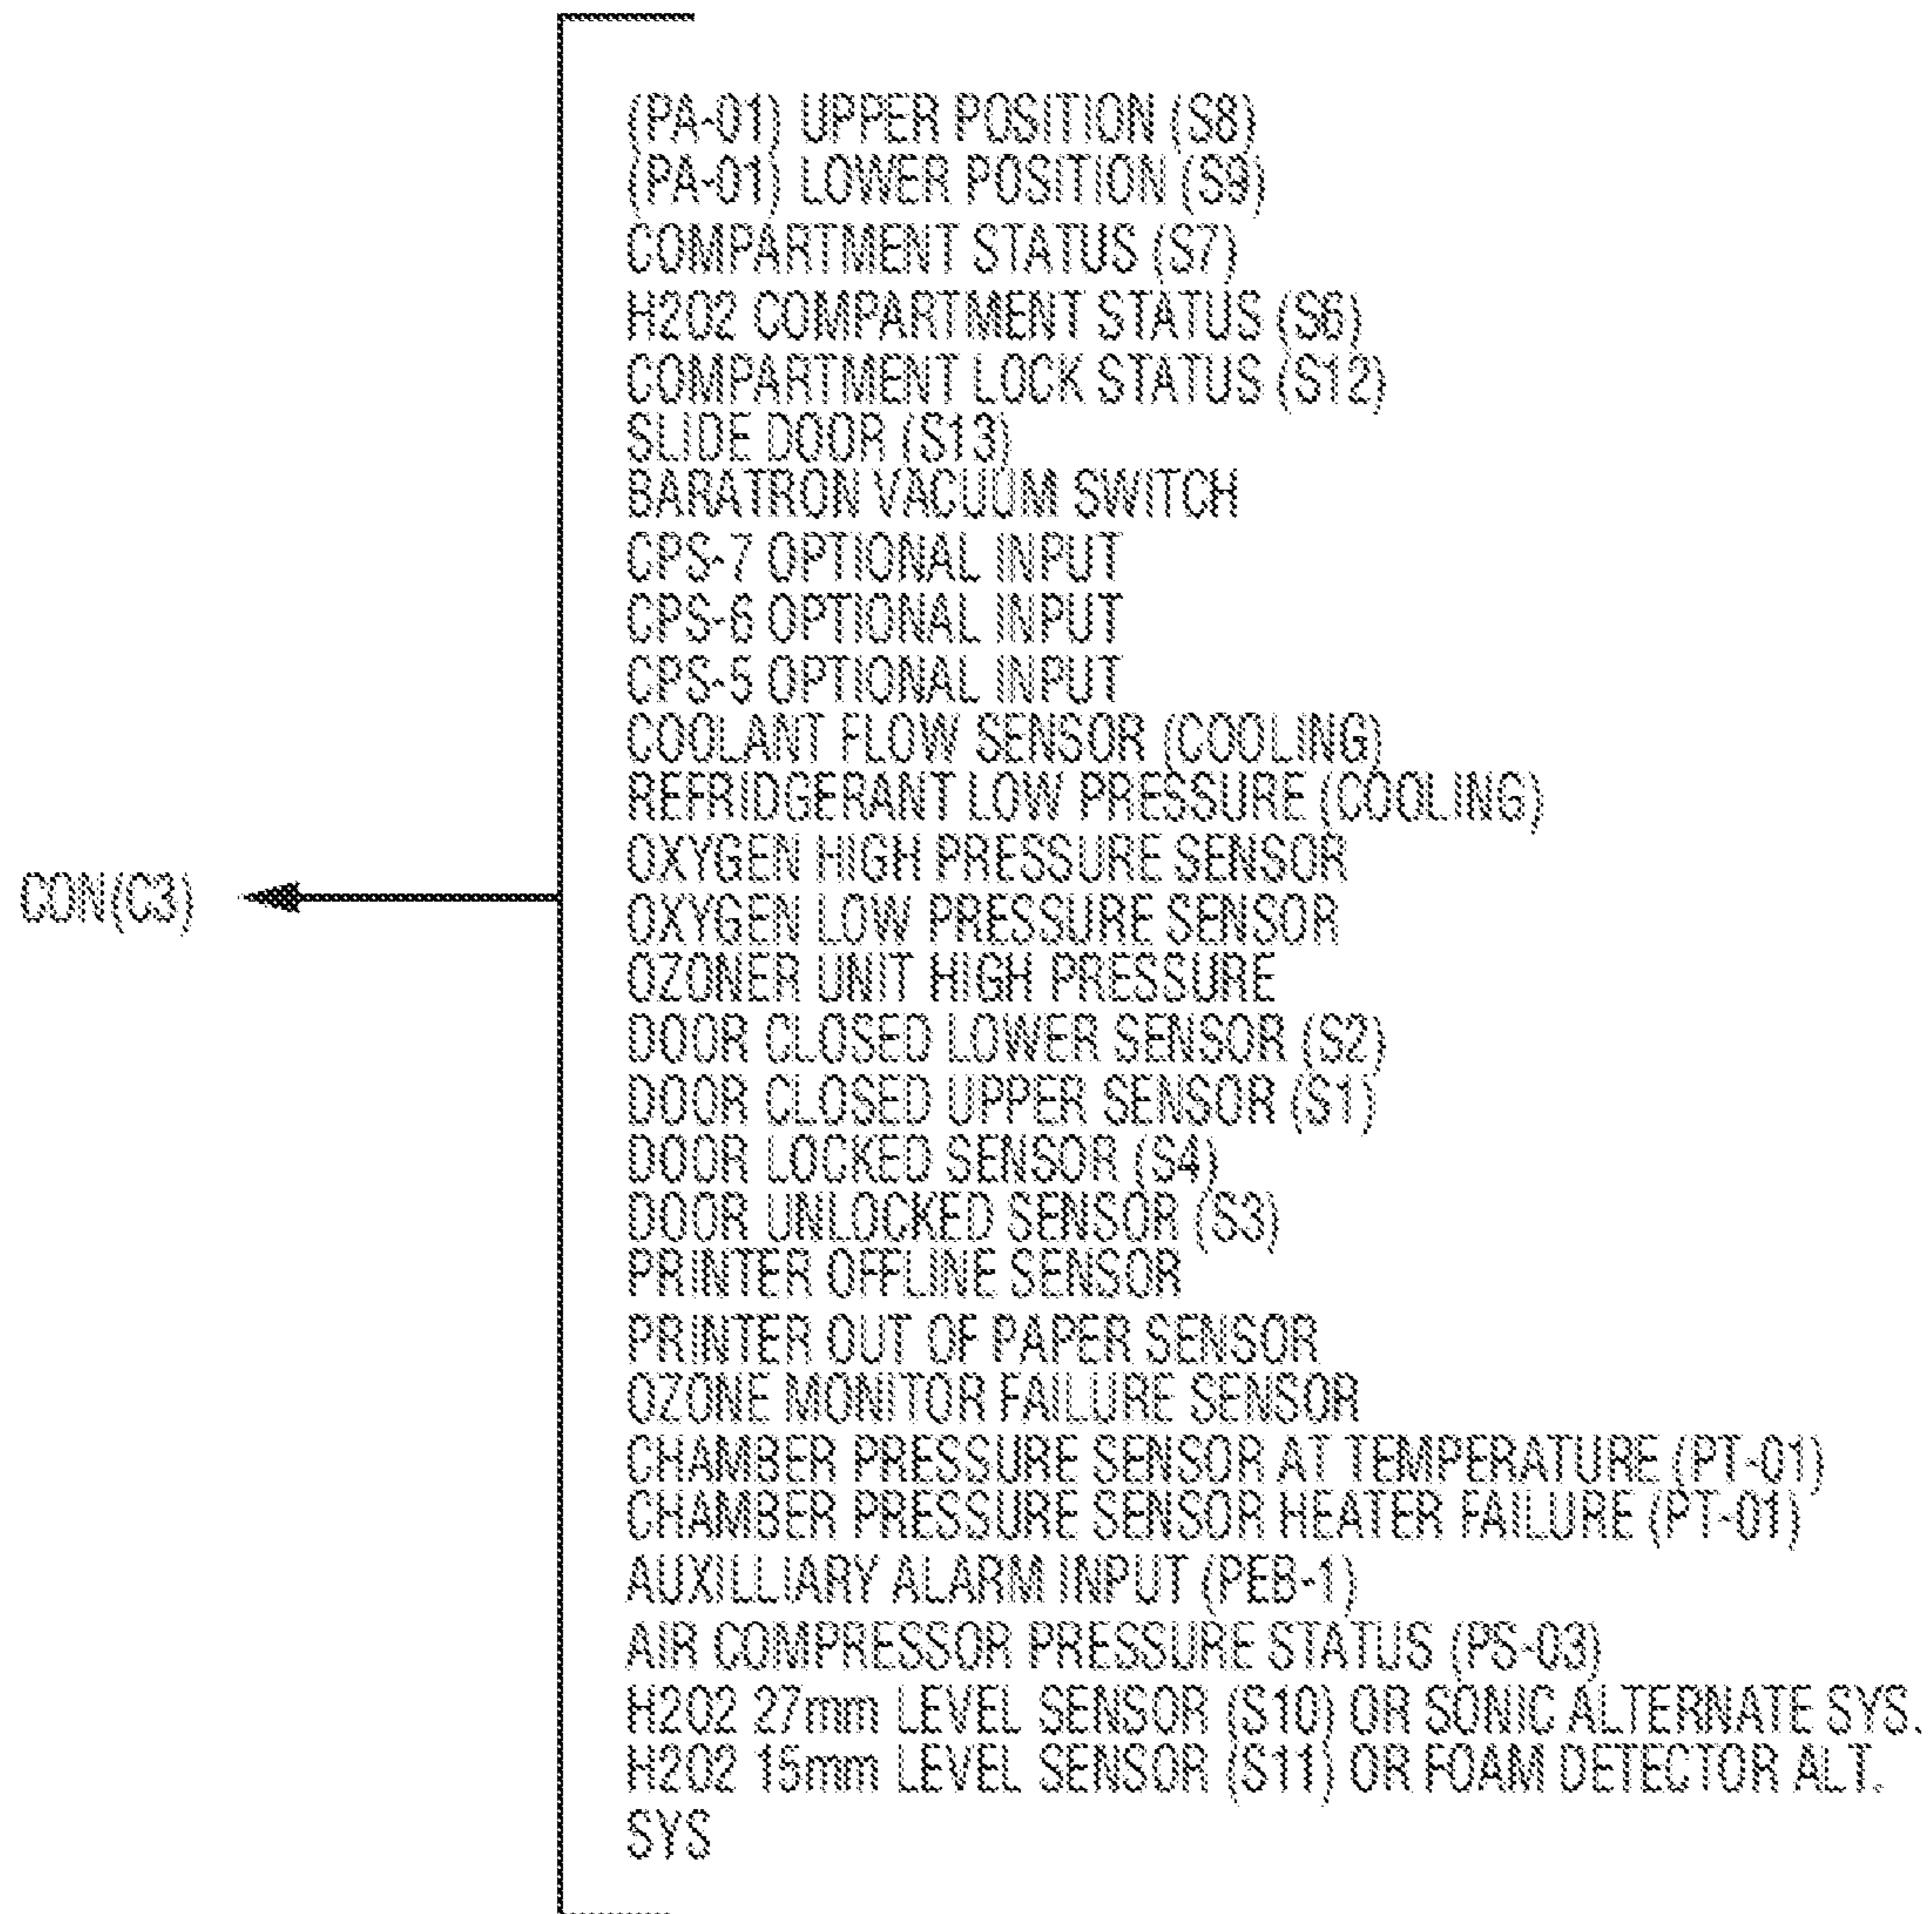 (PA-01) UPPER POSITION (S8)
(PA-01) LOWER POSITION (S9)
COMPARTMENT STATUS (S7)
H2O2 COMPARTMENT STATUS (S6)
COMPARTMENT LOCK STATUS (S12)
SLIDE DOOR (S13)
BARATRON VACUUM SWITCH
CPS-7 OPTIONAL INPUT
CPS-6 OPTIONAL INPUT
CPS-5 OPTIONAL INPUT
COOLANT FLOW SENSOR (COOLING)
REFRIDGERANT LOW PRESSURE (COOLING)
OXYGEN HIGH PRESSURE SENSOR
CON(C3)
OXYGEN LOW PRESSURE SENSOR
OZONER UNIT HIGH PRESSURE
DOOR CLOSED LOWER SENSOR (S2)
DOOR CLOSED UPPER SENSOR (S1)
DOOR LOCKED SENSOR (S4)
DOOR UNLOCKED SENSOR (S3)
PRINTER OFFLINE SENSOR
PRINTER OUT OF PAPER SENSOR
OZONE MONITOR FAILURE SENSOR
CHAMBER PRESSURE SENSOR AT TEMPERATURE (PT-01)
CHAMBER PRESSURE SENSOR HEATER FAILURE (PT-01)
AUXILLIARY ALARM INPUT (PEB-1)
AIR COMPRESSOR PRESSURE STATUS (PS-03)
H2O2 27mm LEVEL SENSOR (S10) OR SONIC ALTERNATE SYS.
H2O2 15mm LEVEL SENSOR (S11) OR FOAM DETECTOR ALT.
SYS